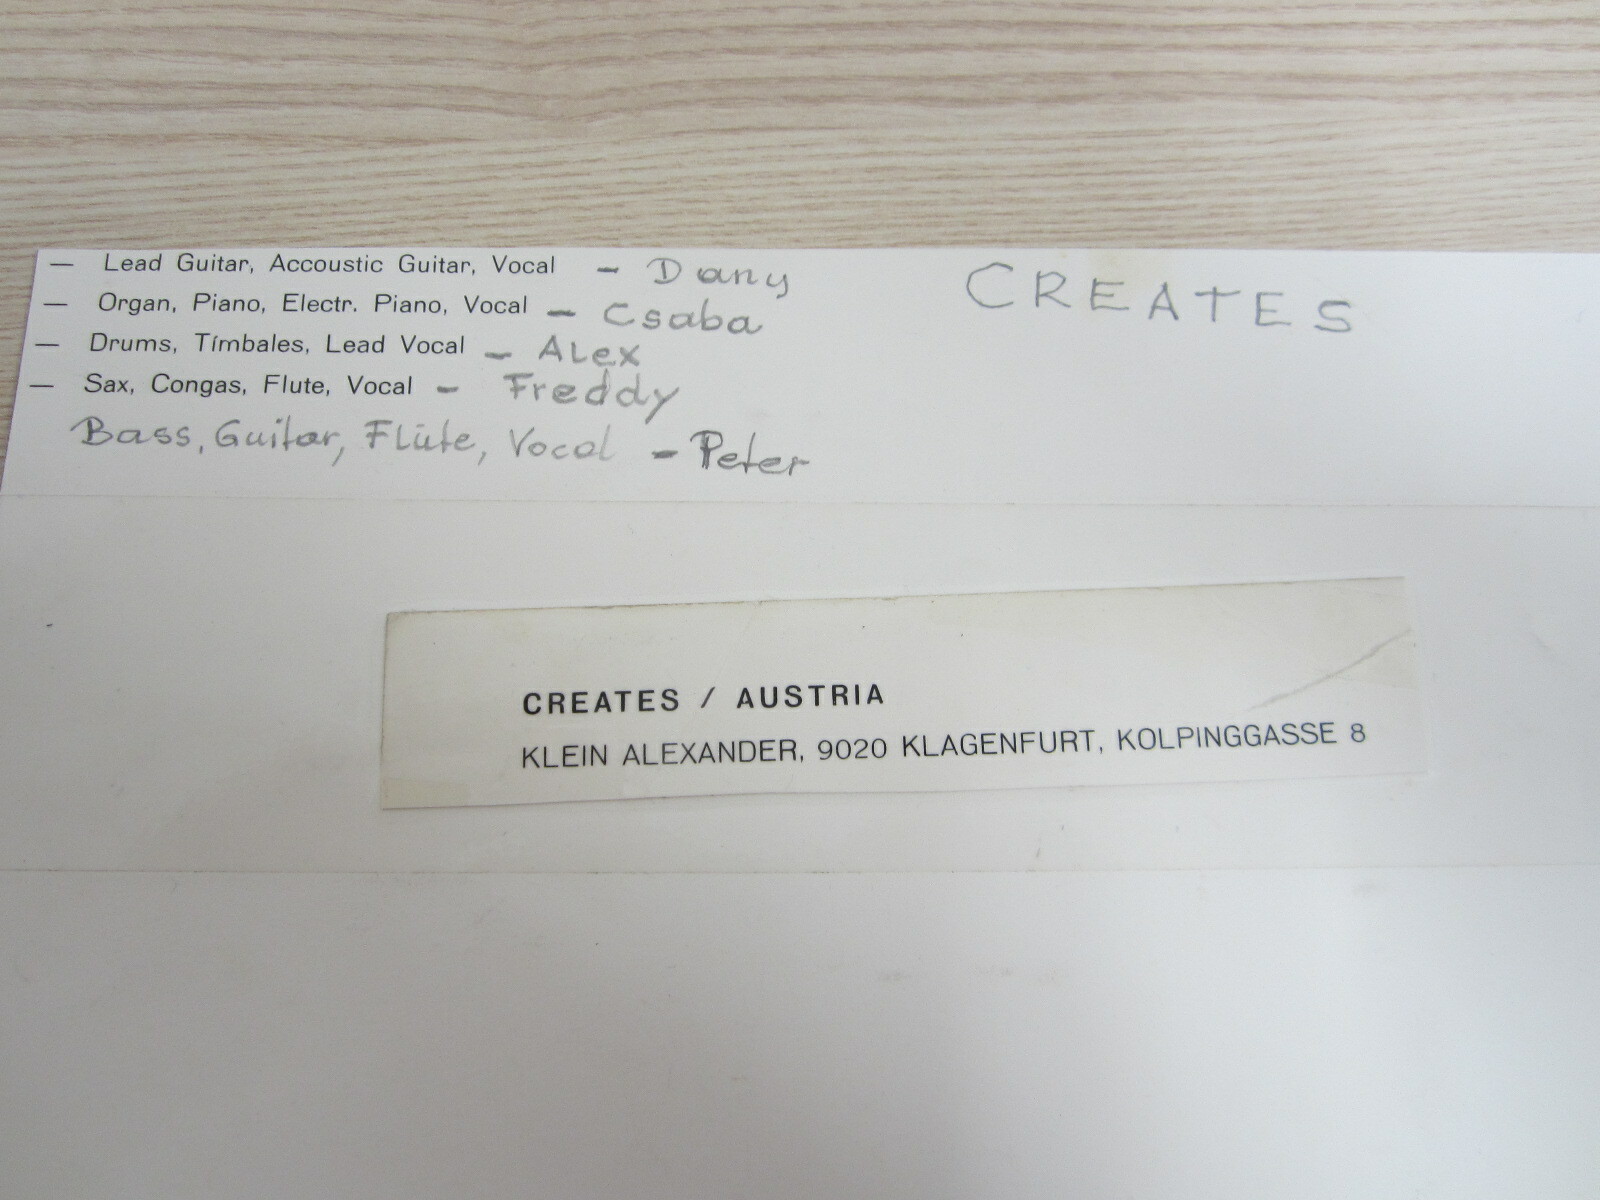 — Lead Guitar, Accoustic Guitar, Vocal – Dany
— Organ, Piano, Electr. Piano, Vocal – Csaba
— Drums, Tímbales, Lead Vocal – ALex
— Sax, Congas, Flute, Vocal – Freddy
Bass, Guitar, Flüte, Vocal – Peter
CREATES
CREATES / AUSTRIA
KLEIN ALEXANDER, 9020 KLAGENFURT, KOLPINGGASSE 8